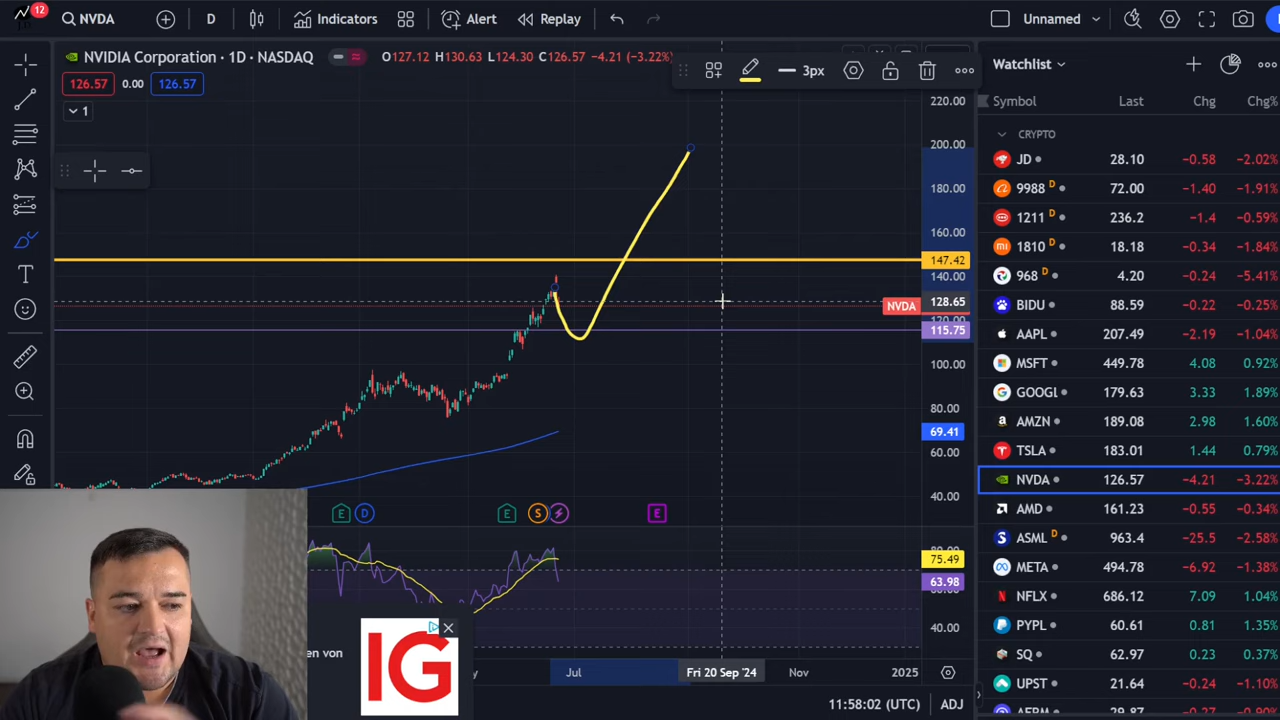 12
NVDA
D
Indicators
Alert
Replay
Unnamed
NVIDIA Corporation · 1D · NASDAQ
O127.12 H130.63 L124.30 C126.57 −4.21 (−3.22%)
3px
126.57 0.00 126.57
1
220.00
200.00
180.00
160.00
147.42
140.00
128.65
NVDA
115.75
100.00
80.00
69.41
60.00
40.00
E D E S E
75.49
63.98
40.00
Jul
Fri 20 Sep '24
Nov
2025
11:58:02 (UTC)
ADJ
en von
IG
Watchlist
Symbol Last Chg Chg%
CRYPTO
JD 28.10 −0.58 −2.02%
9988 D 72.00 −1.40 −1.91%
1211 D 236.2 −1.4 −0.59%
1810 D 18.18 −0.34 −1.84%
968 D 4.20 −0.26 −6.11%
BIDU 88.59 −0.22 −0.25%
AAPL 207.49 −2.19 −1.04%
MSFT 449.78 4.08 0.92%
GOOGL 179.63 3.33 1.89%
AMZN 189.08 2.98 1.60%
TSLA 183.01 1.44 0.79%
NVDA 126.57 −4.21 −3.22%
AMD 161.23 −0.55 −0.34%
ASML D 963.4 −25.5 −2.58%
META 494.78 −6.92 −1.38%
NFLX 686.12 7.09 1.04%
PYPL 60.61 0.81 1.35%
SQ 62.97 0.23 0.37%
UPST 21.64 −0.24 −1.10%
AFRM 29.87 −0.27 −0.90%